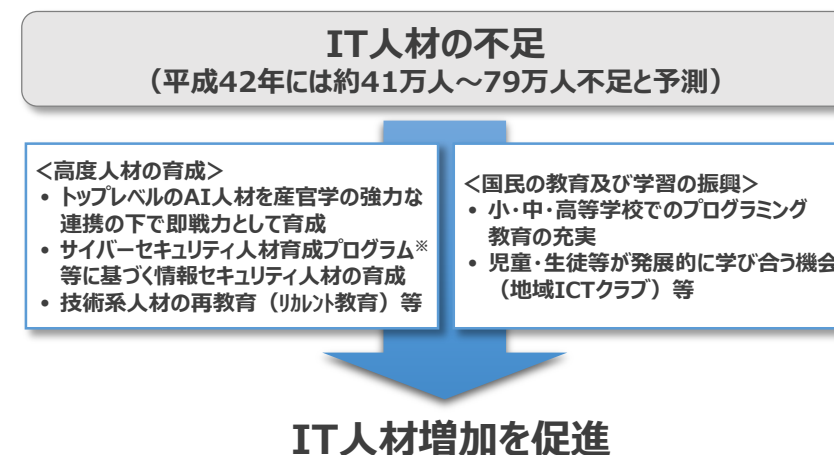 IT人材の不足
（平成42年には約41万人～79万人不足と予測）
＜高度人材の育成＞
• トップレベルのAI人材を産官学の強力な
連携の下で即戦力として育成
• サイバーセキュリティ人材育成プログラム※
等に基づく情報セキュリティ人材の育成
• 技術系人材の再教育（リカレント教育）等
＜国民の教育及び学習の振興＞
• 小・中・高等学校でのプログラミング
教育の充実
• 児童・生徒等が発展的に学び合う機会
（地域ICTクラブ）等
IT人材増加を促進